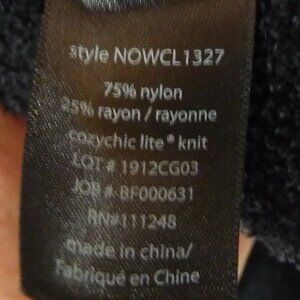 style NOWCL1327
75% nylon
25% rayon / rayonne
cozychic lite® knit
LOT # 1912CG03
JOB # BF000631
RN#111248
made in china/
Fabriqué en Chine